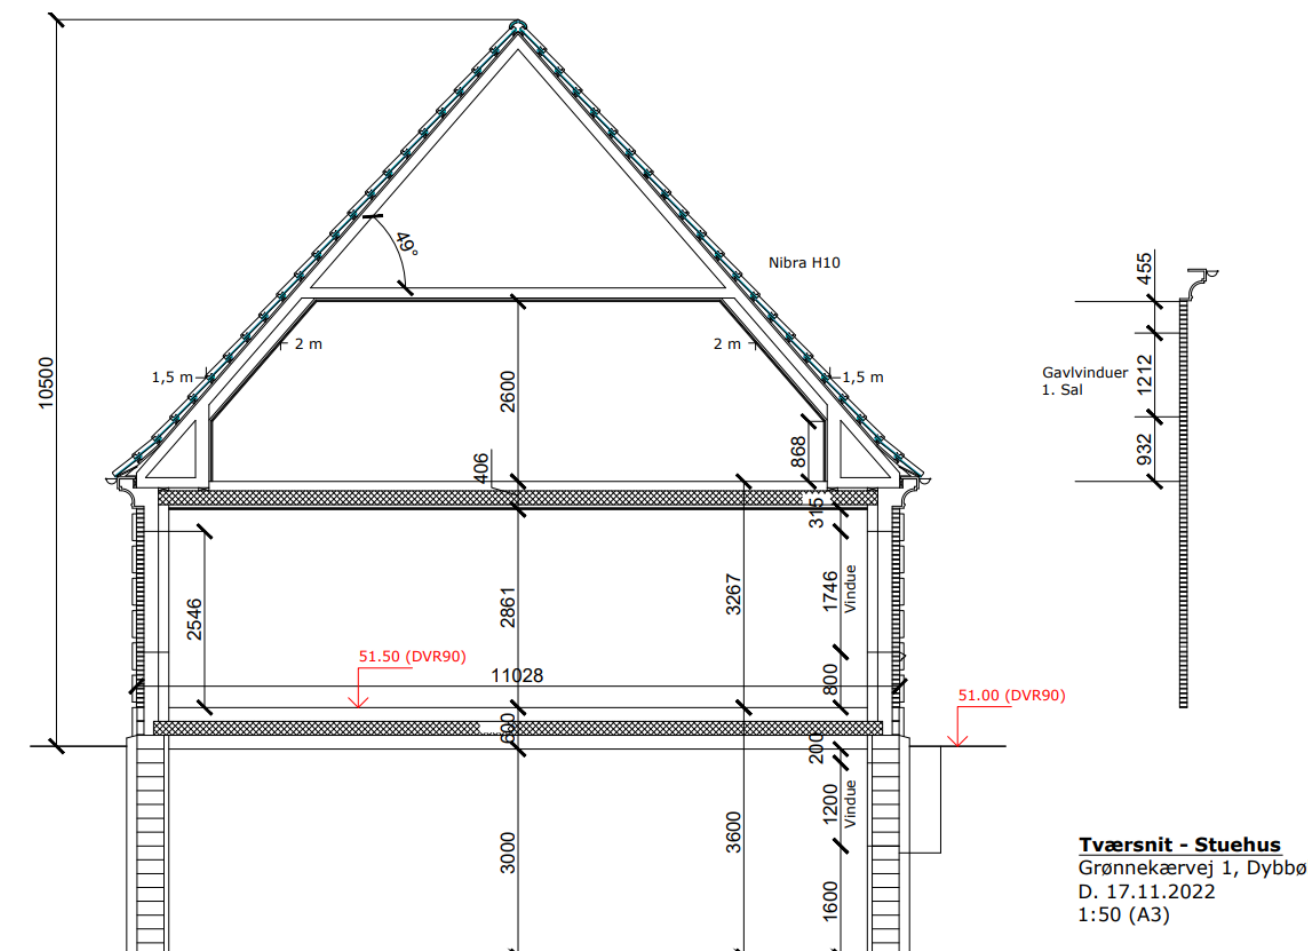 49°
Nibra H10
455
2 m
2 m
1,5 m
1,5 m
10500
2600
Gavlvinduer
1. Sal
1212
406
868
932
315
2546
2861
3267
1746
Vindue
51.50 (DVR90)
11028
800
51.00 (DVR90)
600
200
3000
3600
1200
Vindue
1600
Tværsnit - Stuehus
Grønnekærvej 1, Dybbø
D. 17.11.2022
1:50 (A3)